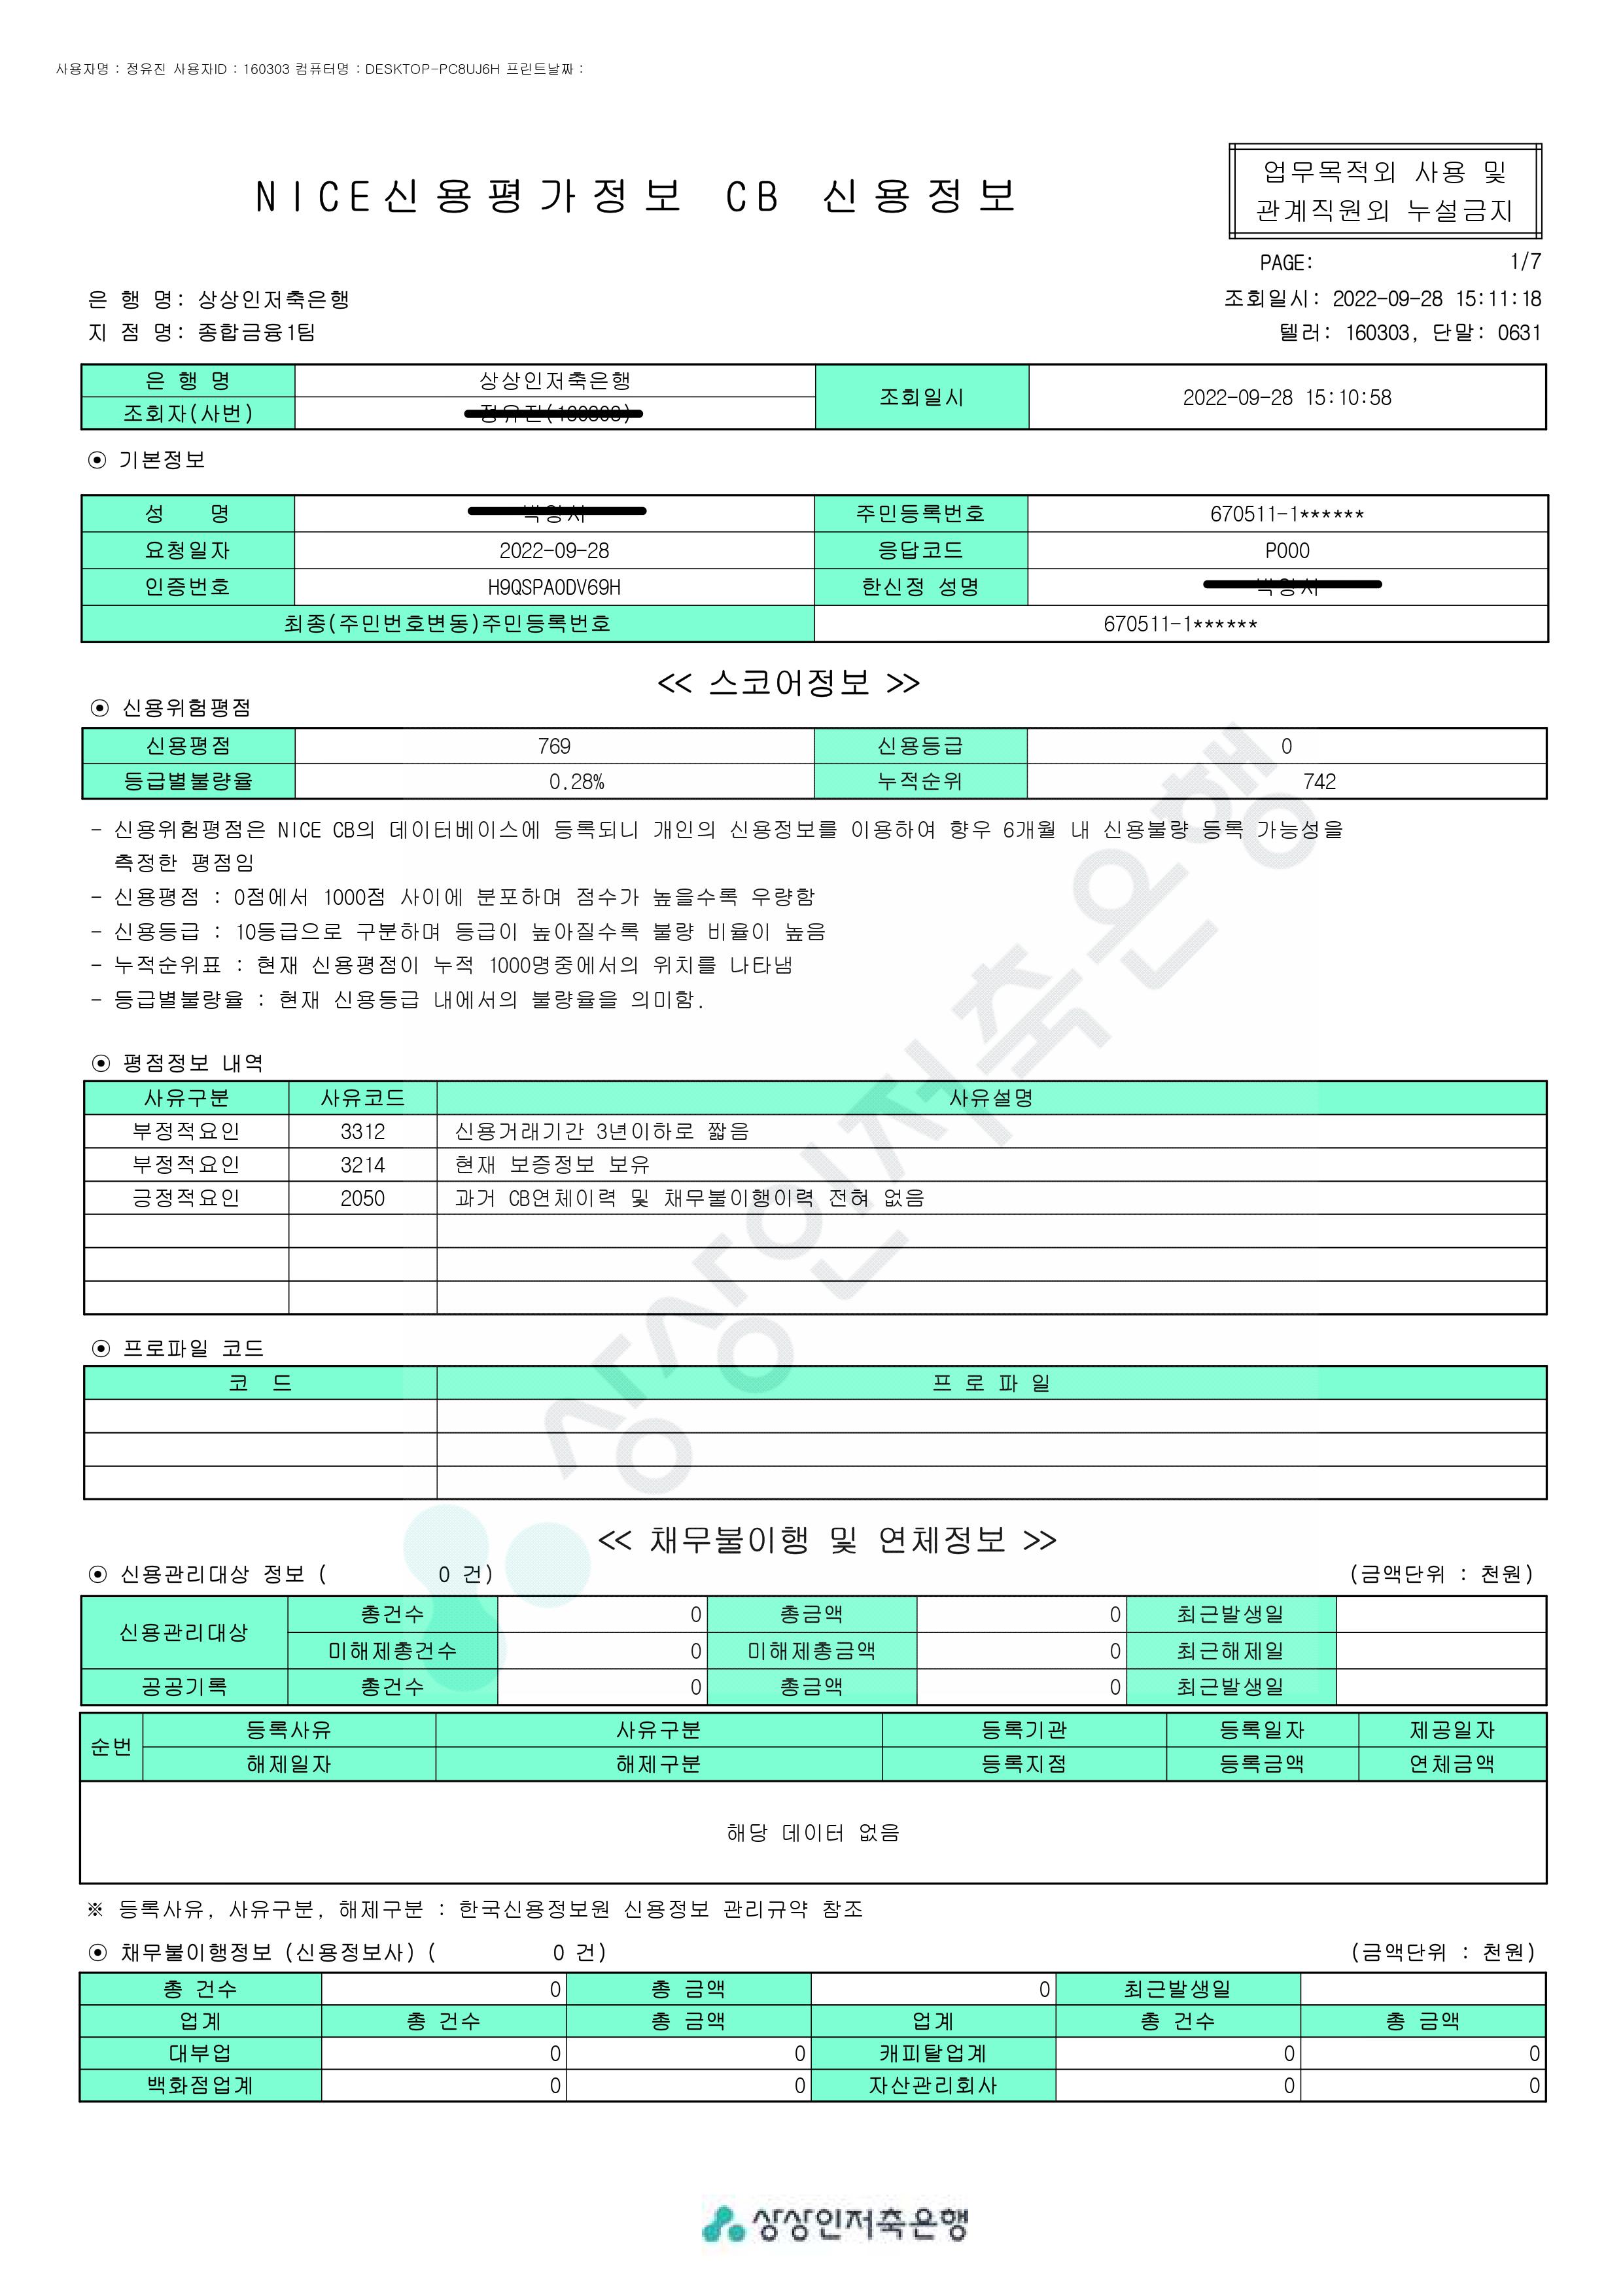 사용자명 : 정유진 사용자ID : 160303 컴퓨터명 : DESKTOP-PC8UJ6H 프린트날짜 :
NICE신용평가정보 CB 신용정보
업무목적외 사용 및
관계직원외 누설금지
PAGE: 1/7
은 행 명: 상상인저축은행
조회일시: 2022-09-28 15:11:18
지 점 명: 종합금융1팀
텔러: 160303, 단말: 0631
은 행 명 상상인저축은행 조회일시 2022-09-28 15:10:58
조회자(사번)
⊙ 기본정보
성 명 주민등록번호 670511-1******
요청일자 2022-09-28 응답코드 P000
인증번호 H9QSPAODV69H 한신정 성명
최종(주민번호변동)주민등록번호 670511-1******
<< 스코어정보 >>
⊙ 신용위험평점
신용평점 769 신용등급 0
등급별불량율 0.28% 누적순위 742
- 신용위험평점은 NICE CB의 데이터베이스에 등록되니 개인의 신용정보를 이용하여 향우 6개월 내 신용불량 등록 가능성을
측정한 평점임
- 신용평점 : 0점에서 1000점 사이에 분포하며 점수가 높을수록 우량함
- 신용등급 : 10등급으로 구분하며 등급이 높아질수록 불량 비율이 높음
- 누적순위표 : 현재 신용평점이 누적 1000명중에서의 위치를 나타냄
- 등급별불량율 : 현재 신용등급 내에서의 불량율을 의미함.
⊙ 평점정보 내역
사유구분 사유코드 사유설명
부정적요인 3312 신용거래기간 3년이하로 짧음
부정적요인 3214 현재 보증정보 보유
긍정적요인 2050 과거 CB연체이력 및 채무불이행이력 전혀 없음
⊙ 프로파일 코드
코 드 프 로 파 일
<< 채무불이행 및 연체정보 >>
⊙ 신용관리대상 정보 ( 0 건) (금액단위 : 천원)
신용관리대상 총건수 0 총금액 0 최근발생일
미해제총건수 0 미해제총금액 0 최근해제일
공공기록 총건수 0 총금액 0 최근발생일
순번 등록사유 사유구분 등록기관 등록일자 제공일자
해제일자 해제구분 등록지점 등록금액 연체금액
해당 데이터 없음
※ 등록사유, 사유구분, 해제구분 : 한국신용정보원 신용정보 관리규약 참조
⊙ 채무불이행정보 (신용정보사) ( 0 건) (금액단위 : 천원)
총 건수 0 총 금액 0 최근발생일
업계 총 건수 총 금액 업계 총 건수 총 금액
대부업 0 0 캐피탈업계 0 0
백화점업계 0 0 자산관리회사 0 0
상상인저축은행
상상인저축은행